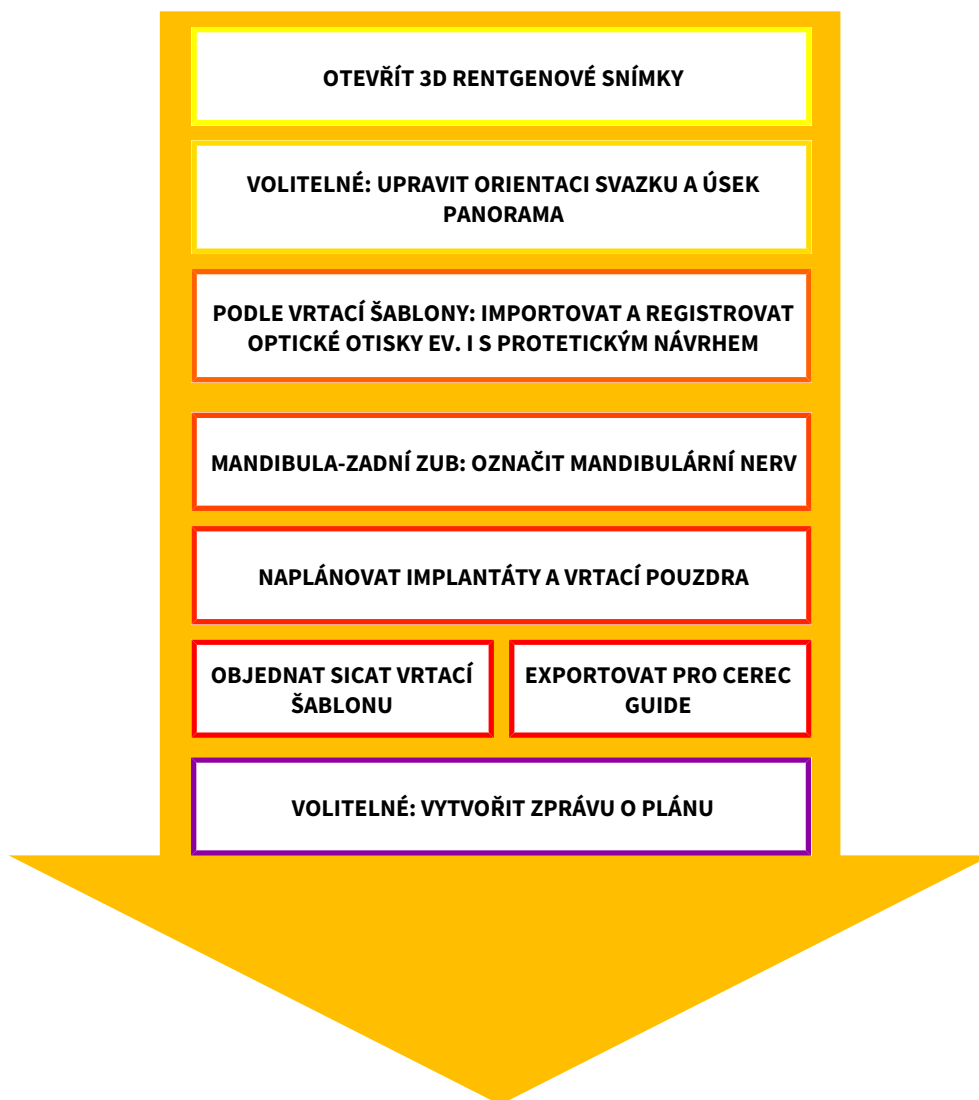 OTEVŘÍT 3D RENTGENOVÉ SNÍMKY
VOLITELNÉ: UPRAVIT ORIENTACI SVAZKU A ÚSEK
PANORAMA
PODLE VRTACÍ ŠABLONY: IMPORTOVAT A REGISTROVAT
OPTICKÉ OTISKY EV. I S PROTETICKÝM NÁVRHEM
MANDIBULA-ZADNÍ ZUB: OZNAČIT MANDIBULÁRNÍ NERV
NAPLÁNOVAT IMPLANTÁTY A VRTACÍ POUZDRA
OBJEDNAT SICAT VRTACÍ
ŠABLONU
EXPORTOVAT PRO CEREC
GUIDE
VOLITELNÉ: VYTVOŘIT ZPRÁVU O PLÁNU